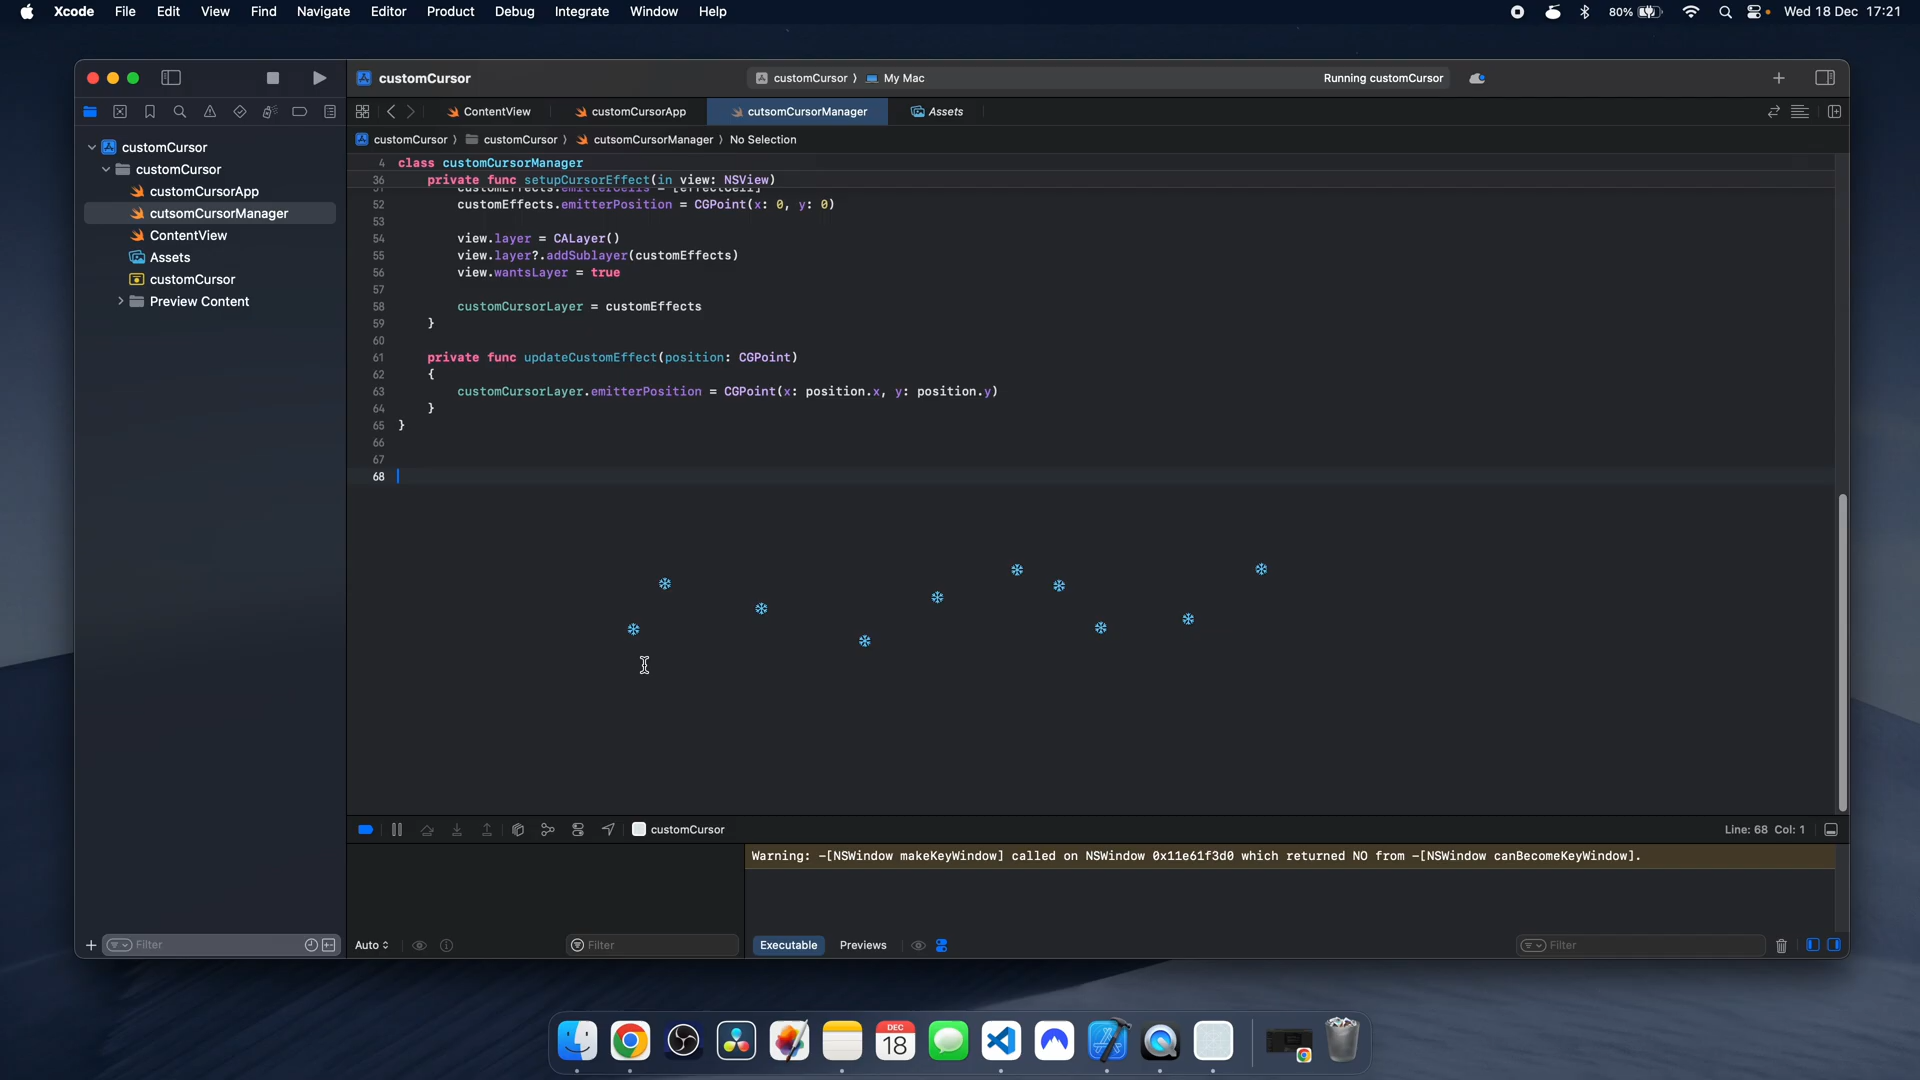 Xcode File Edit View Find Navigate Editor Product Debug Integrate Window Help 80% Wed 18 Dec 17:21
customCursor customCursor 〉 My Mac Running customCursor
ContentView customCursorApp cutsomCursorManager Assets
customCursor 〉 customCursor 〉 cutsomCursorManager 〉 No Selection
customCursor
customCursor
customCursorApp
cutsomCursorManager
ContentView
Assets
customCursor
Preview Content
4 class customCursorManager
36 private func setupCursorEffect(in view: NSView)
52 customEffects.emitterPosition = CGPoint(x: 0, y: 0)
53
54 view.layer = CALayer()
55 view.layer?.addSublayer(customEffects)
56 view.wantsLayer = true
57
58 customCursorLayer = customEffects
59 }
60
61 private func updateCustomEffect(position: CGPoint)
62 {
63 customCursorLayer.emitterPosition = CGPoint(x: position.x, y: position.y)
64 }
65 }
66
67
68
customCursor Line: 68 Col: 1
Warning: -[NSWindow makeKeyWindow] called on NSWindow 0x11e61f3d0 which returned NO from -[NSWindow canBecomeKeyWindow].
Filter Auto Filter Executable Previews Filter
DEC
18